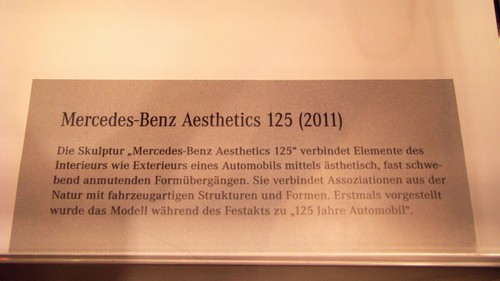 Mercedes-Benz Aesthetics 125 (2011)
Die Skulptur „Mercedes-Benz Aesthetics 125“ verbindet Elemente des
Interieurs wie Exterieurs eines Automobils mittels ästhetisch, fast schwe-
bend anmutenden Formübergängen. Sie verbindet Assoziationen aus der
Natur mit fahrzeugartigen Strukturen und Formen. Erstmals vorgestellt
wurde das Modell während des Festakts zu „125 Jahre Automobil“.